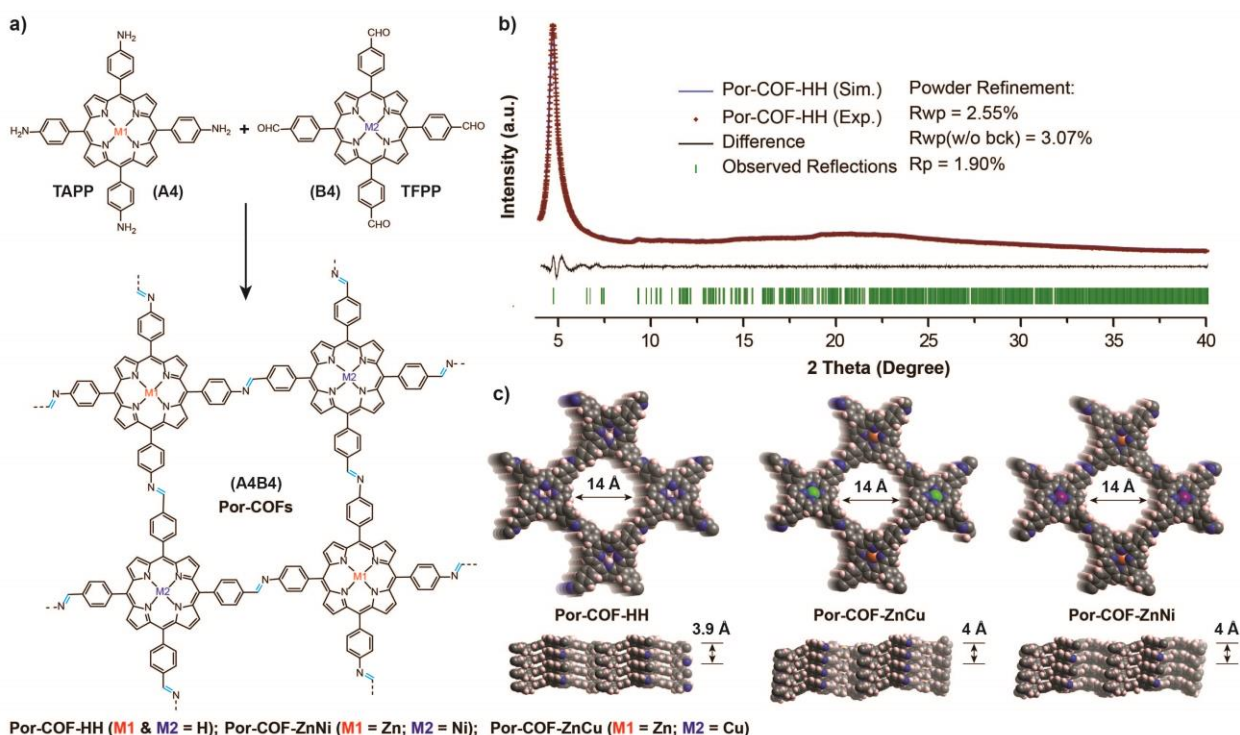 a)
NH₂
H₂N
M1
NH₂
TAPP (A4)
NH₂
+
CHO
OHC
M2
CHO
(B4) TFPP
CHO
N
N
N
N
M1
N
M2
N
N
N
(A4B4)
Por-COFs
M2
N
M1
N
N
N
N
Por-COF-HH (M1 & M2 = H); Por-COF-ZnNi (M1 = Zn; M2 = Ni); Por-COF-ZnCu (M1 = Zn; M2 = Cu)
b)
Intensity (a.u.)
Por-COF-HH (Sim.)
Por-COF-HH (Exp.)
Difference
Observed Reflections
Powder Refinement:
Rwp = 2.55%
Rwp(w/o bck) = 3.07%
Rp = 1.90%
5 10 15 20 25 30 35 40
2 Theta (Degree)
c)
14 Å 14 Å 14 Å
Por-COF-HH Por-COF-ZnCu Por-COF-ZnNi
3.9 Å 4 Å 4 Å